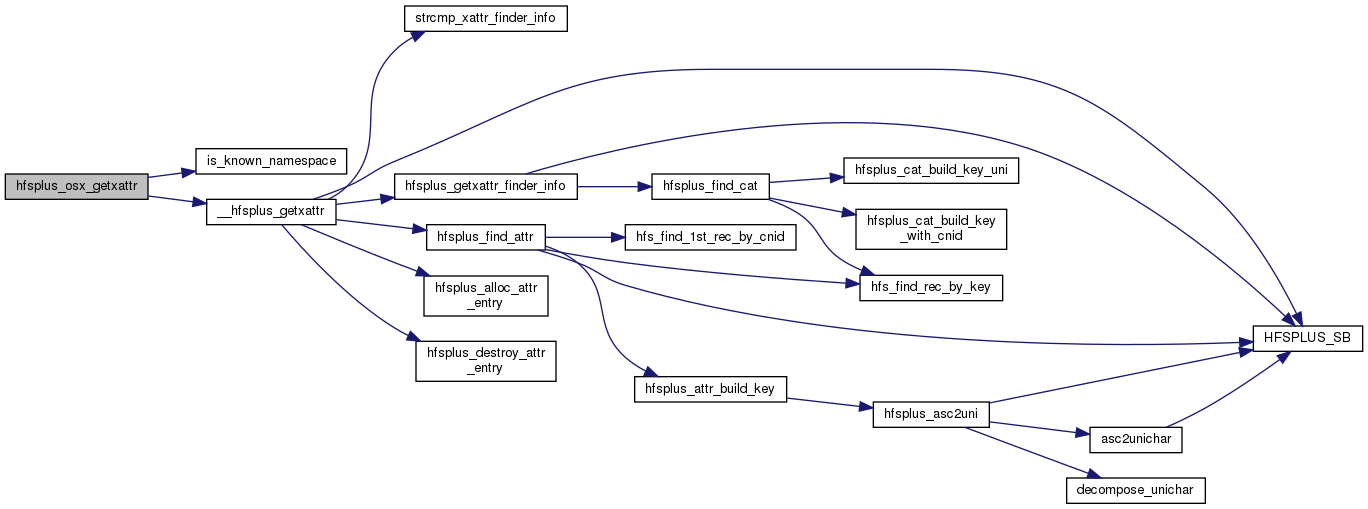 strcmp_xattr_finder_info
is_known_namespace
hfsplus_osx_getxattr
__hfsplus_getxattr
hfsplus_getxattr_finder_info
hfsplus_find_cat
hfsplus_cat_build_key_uni
hfsplus_cat_build_key
_with_cnid
hfsplus_find_attr
hfs_find_1st_rec_by_cnid
hfs_find_rec_by_key
hfsplus_alloc_attr
_entry
HFSPLUS_SB
hfsplus_destroy_attr
_entry
hfsplus_attr_build_key
hfsplus_asc2uni
asc2unichar
decompose_unichar